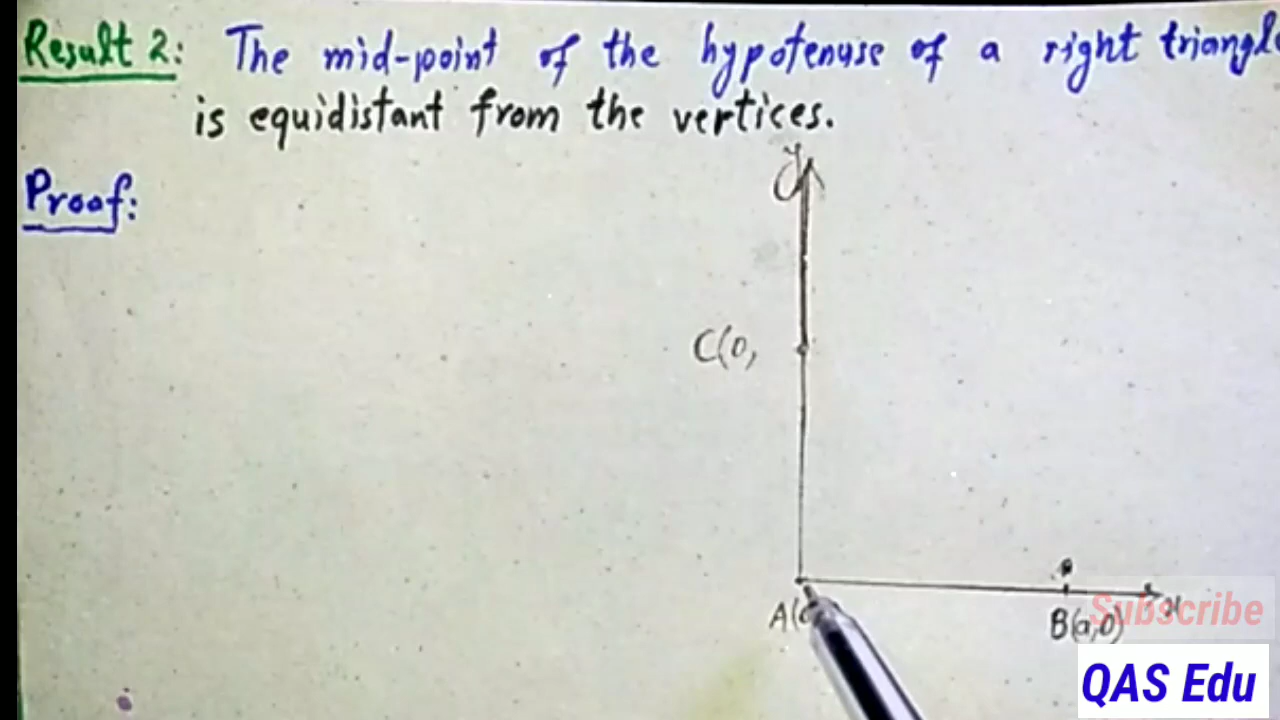 Result 2: The mid-point of the hypotenuse of a right triangle
is equidistant from the vertices.
Proof:
y
C(0,
A(
B(a,0)
x
Subscribe
QAS Edu